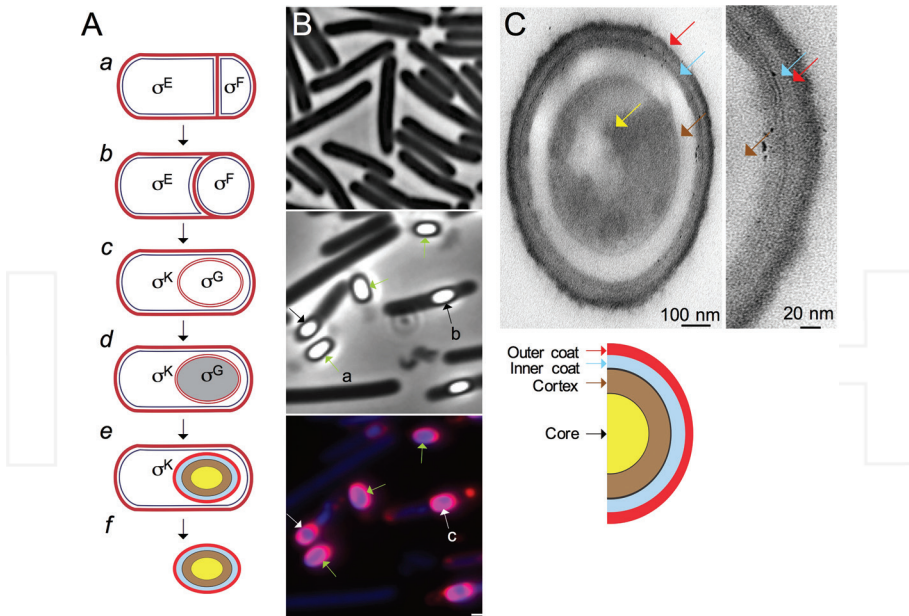 A
a
σE σF
b
σE σF
c
σK σG
d
σK σG
e
σK
f
B
a
b
c
C
100 nm
20 nm
Outer coat
Inner coat
Cortex
Core